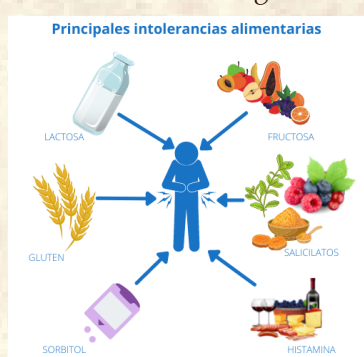 Principales intolerancias alimentarias
LACTOSA
FRUCTOSA
GLUTEN
SALICILATOS
SORBITOL
HISTAMINA